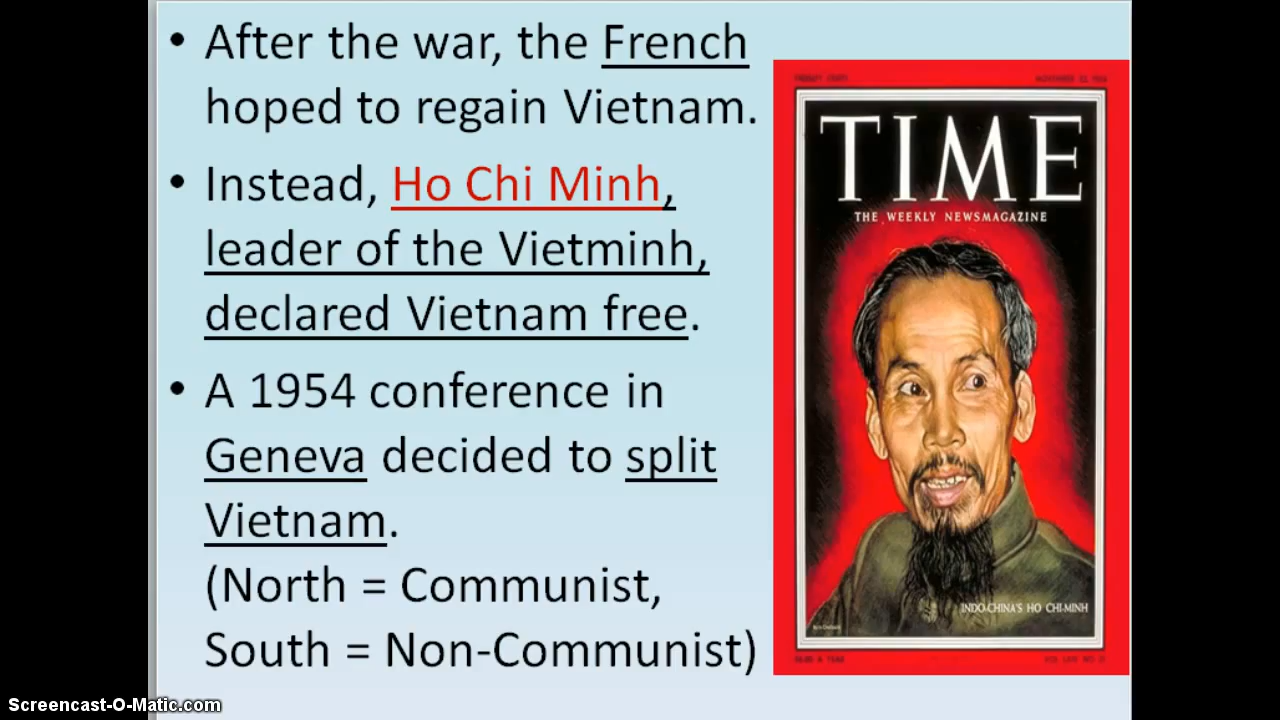 • After the war, the French
hoped to regain Vietnam.
• Instead, Ho Chi Minh,
leader of the Vietminh,
declared Vietnam free.
• A 1954 conference in
Geneva decided to split
Vietnam.
(North = Communist,
South = Non-Communist)
TIME
THE WEEKLY NEWSMAGAZINE
INDO-CHINA'S HO CHI-MINH
Screencast-O-Matic.com